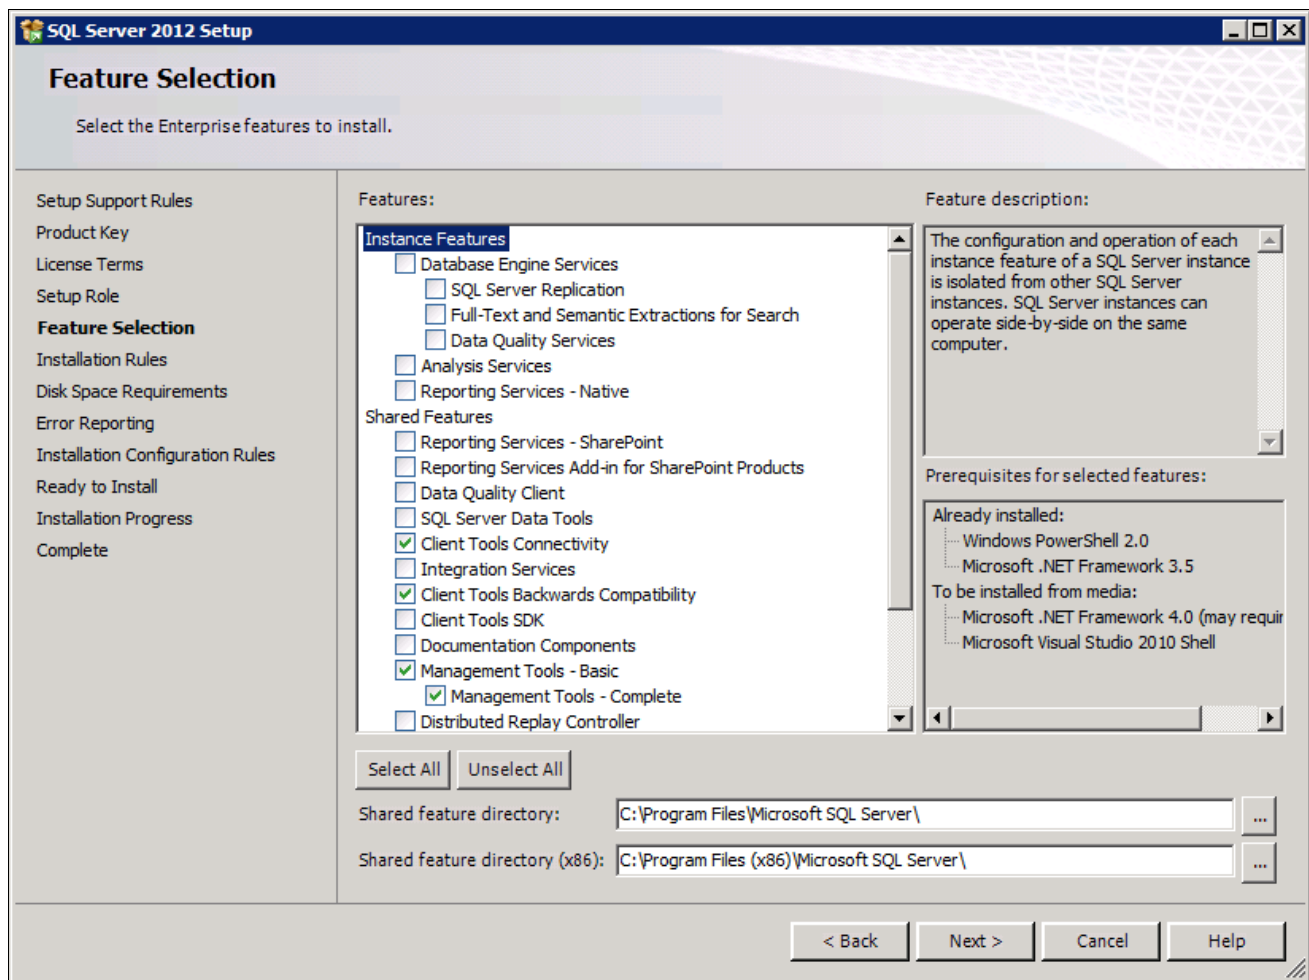 SQL Server 2012 Setup
Feature Selection
Select the Enterprise features to install.
Setup Support Rules
Product Key
License Terms
Setup Role
Feature Selection
Installation Rules
Disk Space Requirements
Error Reporting
Installation Configuration Rules
Ready to Install
Installation Progress
Complete
Features:
Instance Features
Database Engine Services
SQL Server Replication
Full-Text and Semantic Extractions for Search
Data Quality Services
Analysis Services
Reporting Services - Native
Shared Features
Reporting Services - SharePoint
Reporting Services Add-in for SharePoint Products
Data Quality Client
SQL Server Data Tools
Client Tools Connectivity
Integration Services
Client Tools Backwards Compatibility
Client Tools SDK
Documentation Components
Management Tools - Basic
Management Tools - Complete
Distributed Replay Controller
Feature description:
The configuration and operation of each
instance feature of a SQL Server instance
is isolated from other SQL Server
instances. SQL Server instances can
operate side-by-side on the same
computer.
Prerequisites for selected features:
Already installed:
Windows PowerShell 2.0
Microsoft .NET Framework 3.5
To be installed from media:
Microsoft .NET Framework 4.0 (may requir
Microsoft Visual Studio 2010 Shell
Select All
Unselect All
Shared feature directory:
C:\Program Files\Microsoft SQL Server\
...
Shared feature directory (x86):
C:\Program Files (x86)\Microsoft SQL Server\
...
< Back
Next >
Cancel
Help